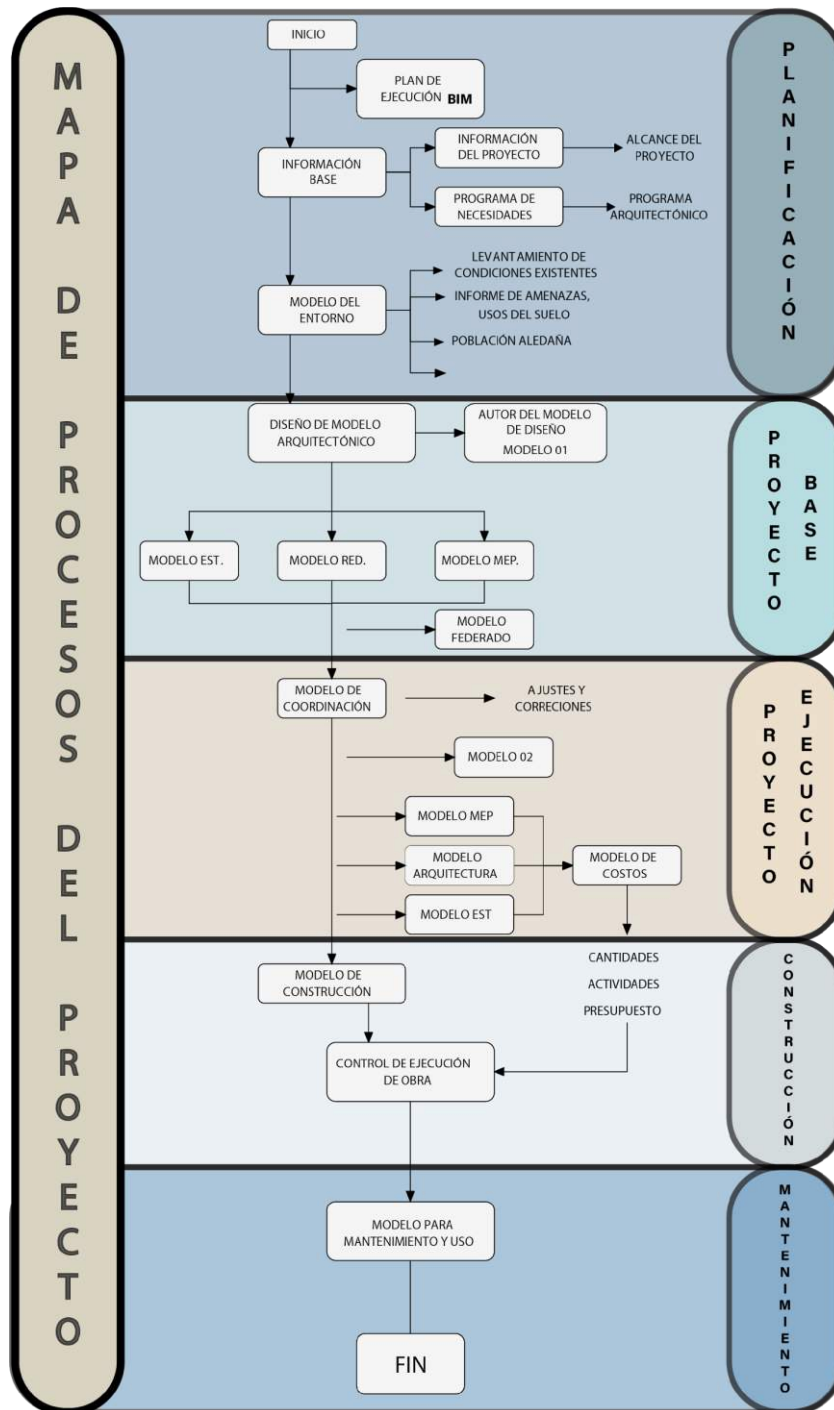 MAPA DE PROCESOS DEL PROYECTO
PLANIFICACIÓN
INICIO
PLAN DE
EJECUCIÓN BIM
INFORMACIÓN
BASE
INFORMACIÓN
DEL PROYECTO
ALCANCE DEL
PROYECTO
PROGRAMA DE
NECESIDADES
PROGRAMA
ARQUITECTÓNICO
MODELO DEL
ENTORNO
LEVANTAMIENTO DE
CONDICIONES EXISTENTES
INFORME DE AMENAZAS,
USOS DEL SUELO
POBLACIÓN ALEDAÑA
PROYECTO
BASE
DISEÑO DE MODELO
ARQUITECTÓNICO
AUTOR DEL MODELO
DE DISEÑO
MODELO 01
MODELO EST.
MODELO RED.
MODELO MEP.
MODELO
FEDERADO
PROYECTO
EJECUCIÓN
MODELO DE
COORDINACIÓN
AJUSTES Y
CORRECIONES
MODELO 02
MODELO MEP
MODELO
ARQUITECTURA
MODELO EST
MODELO DE
COSTOS
CONSTRUCCIÓN
MODELO DE
CONSTRUCCIÓN
CANTIDADES
ACTIVIDADES
PRESUPUESTO
CONTROL DE EJECUCIÓN
DE OBRA
MANTENIMIENTO
MODELO PARA
MANTENIMIENTO Y USO
FIN